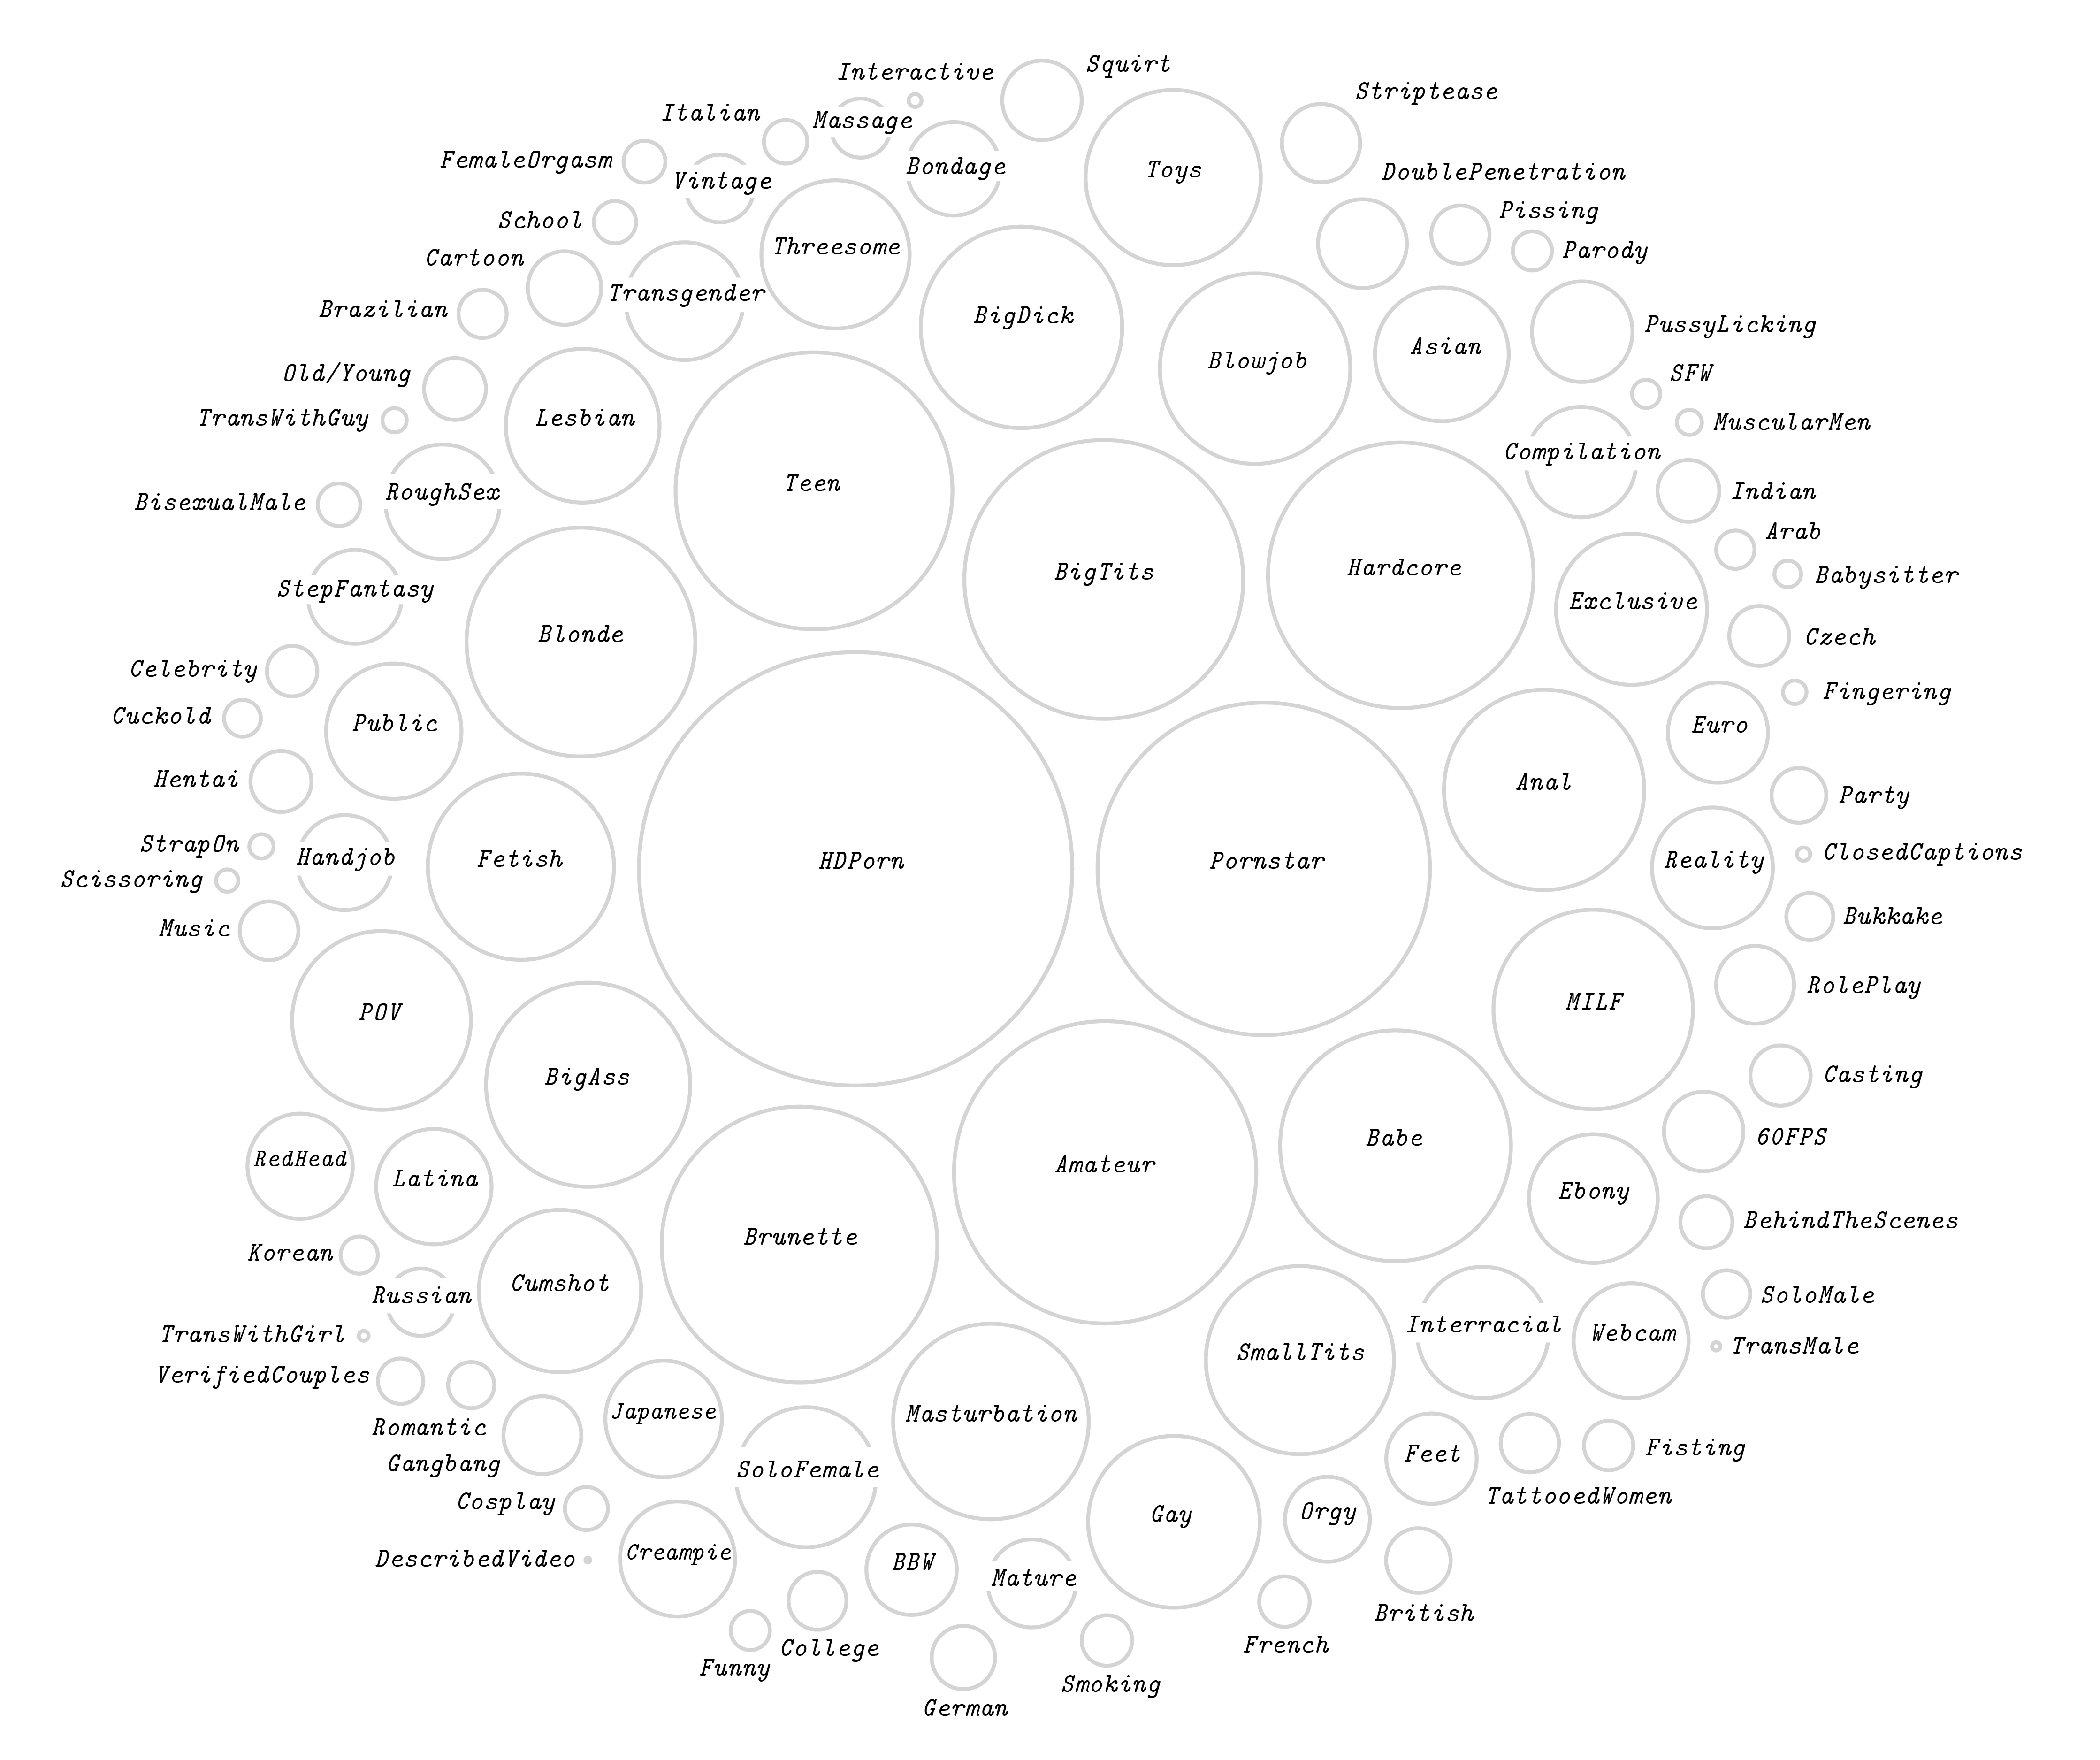 Squirt
Interactive
Striptease
Italian
Massage
FemaleOrgasm
Vintage
Bondage
Toys
DoublePenetration
School
Pissing
Cartoon
Threesome
Parody
Brazilian
Transgender
BigDick
PussyLicking
Old/Young
Blowjob
Asian
SFW
TransWithGuy
Lesbian
MuscularMen
Compilation
BisexualMale
RoughSex
Teen
Indian
Arab
StepFantasy
BigTits
Hardcore
Babysitter
Exclusive
Blonde
Czech
Celebrity
Fingering
Cuckold
Public
Euro
Hentai
Anal
Party
StrapOn
Handjob
Fetish
HDPorn
Pornstar
Reality
ClosedCaptions
Scissoring
Music
Bukkake
POV
MILF
RolePlay
BigAss
Casting
RedHead
Latina
Amateur
Babe
60FPS
Korean
Brunette
Ebony
BehindTheScenes
Russian
Cumshot
SoloMale
TransWithGirl
Interracial
Webcam
TransMale
VerifiedCouples
SmallTits
Romantic
Japanese
Masturbation
Gangbang
SoloFemale
Feet
Fisting
Cosplay
TattooedWomen
DescribedVideo
Creampie
BBW
Mature
Gay
Orgy
Funny
College
German
Smoking
French
British